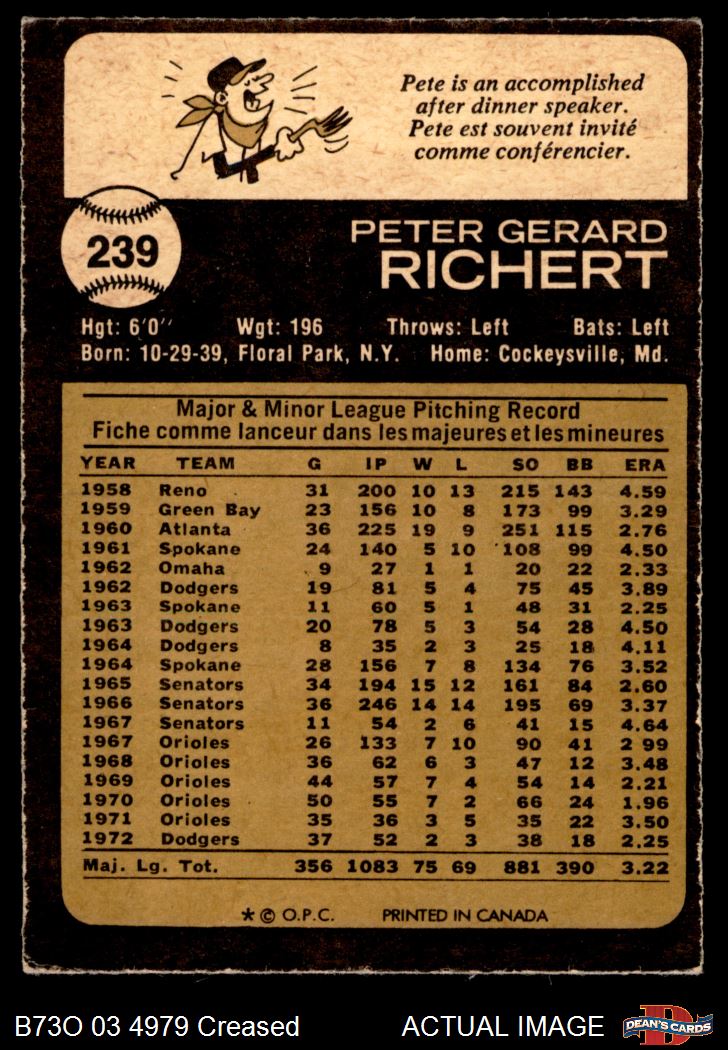 Pete is an accomplished
after dinner speaker.
Pete est souvent invité
comme conférencier.
239
PETER GERARD
RICHERT
Hgt: 6'0'' Wgt: 196 Throws: Left Bats: Left
Born: 10-29-39, Floral Park, N.Y. Home: Cockeysville, Md.
Major & Minor League Pitching Record
Fiche comme lanceur dans les majeures et les mineures
YEAR TEAM G IP W L SO BB ERA
1958 Reno 31 200 10 13 215 143 4.59
1959 Green Bay 23 156 10 8 173 99 3.29
1960 Atlanta 36 225 19 9 251 115 2.76
1961 Spokane 24 140 5 10 108 99 4.50
1962 Omaha 9 27 1 1 20 22 2.33
1962 Dodgers 19 81 5 4 75 45 3.89
1963 Spokane 11 60 5 1 48 31 2.25
1963 Dodgers 20 78 5 3 54 28 4.50
1964 Dodgers 8 35 2 3 25 18 4.11
1964 Spokane 28 156 7 8 134 76 3.52
1965 Senators 34 194 15 12 161 84 2.60
1966 Senators 36 246 14 14 195 69 3.37
1967 Senators 11 54 2 6 41 15 4.64
1967 Orioles 26 133 7 10 90 41 2 99
1968 Orioles 36 62 6 3 47 12 3.48
1969 Orioles 44 57 7 4 54 14 2.21
1970 Orioles 50 55 7 2 66 24 1.96
1971 Orioles 35 36 3 5 35 22 3.50
1972 Dodgers 37 52 2 3 38 18 2.25
Maj. Lg. Tot. 356 1083 75 69 881 390 3.22
* © O.P.C. PRINTED IN CANADA
B73O 03 4979 Creased ACTUAL IMAGE
D
DEAN'S CARDS